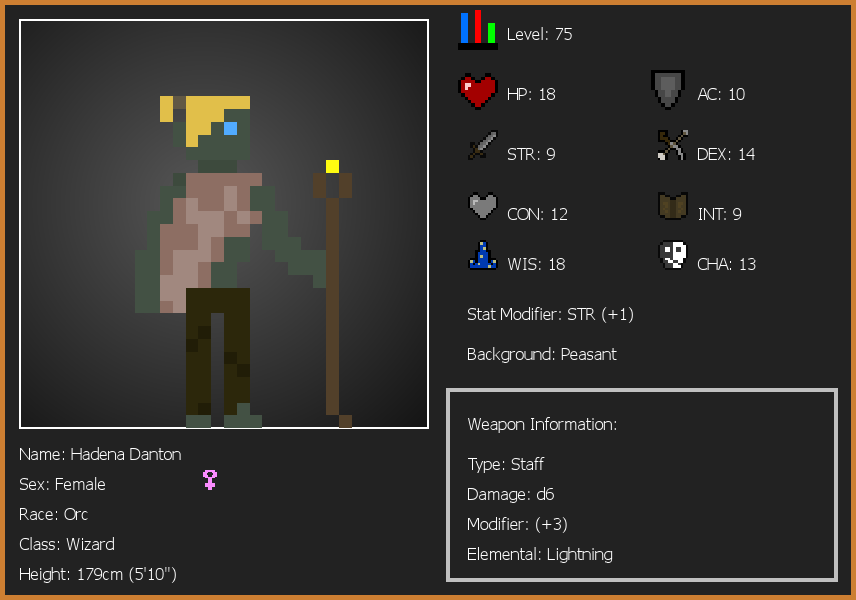 Level: 75
HP: 18
AC: 10
STR: 9
DEX: 14
CON: 12
INT: 9
WIS: 18
CHA: 13
Stat Modifier: STR (+1)
Background: Peasant
Weapon Information:
Type: Staff
Damage: d6
Modifier: (+3)
Elemental: Lightning
Name: Hadena Danton
Sex: Female
Race: Orc
Class: Wizard
Height: 179cm (5'10")